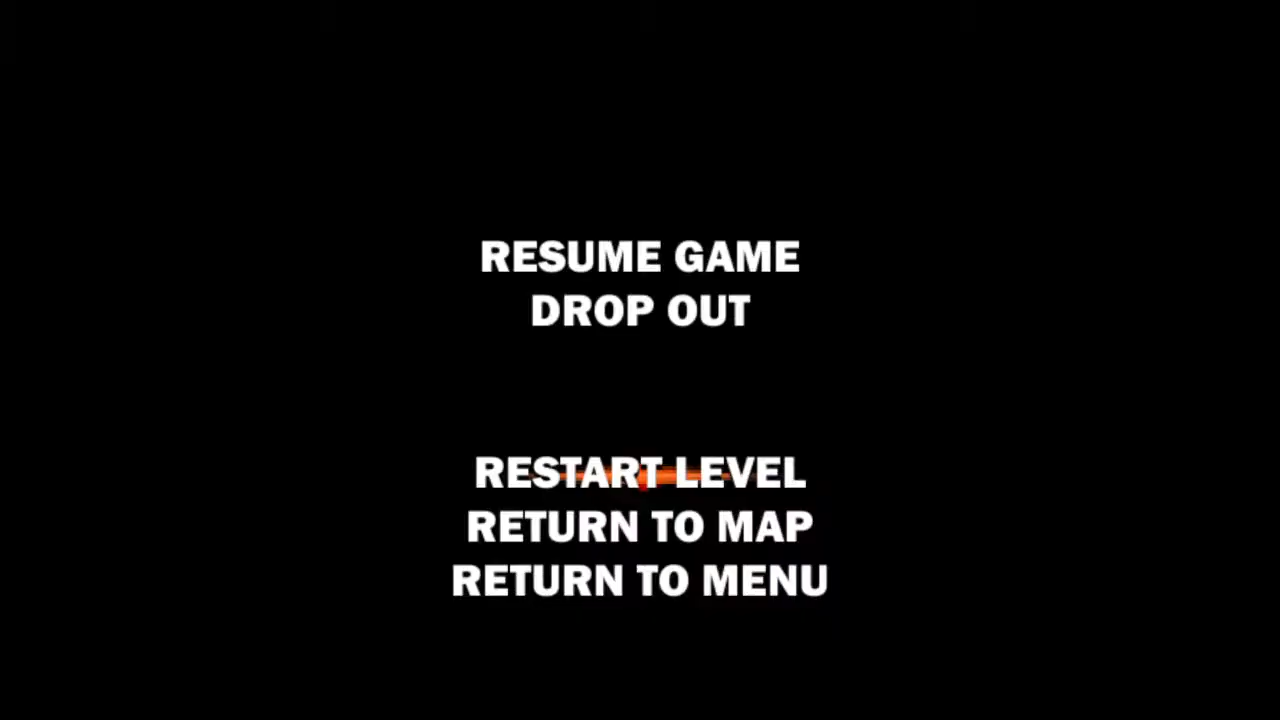 RESUME GAME
DROP OUT
RESTART LEVEL
RETURN TO MAP
RETURN TO MENU